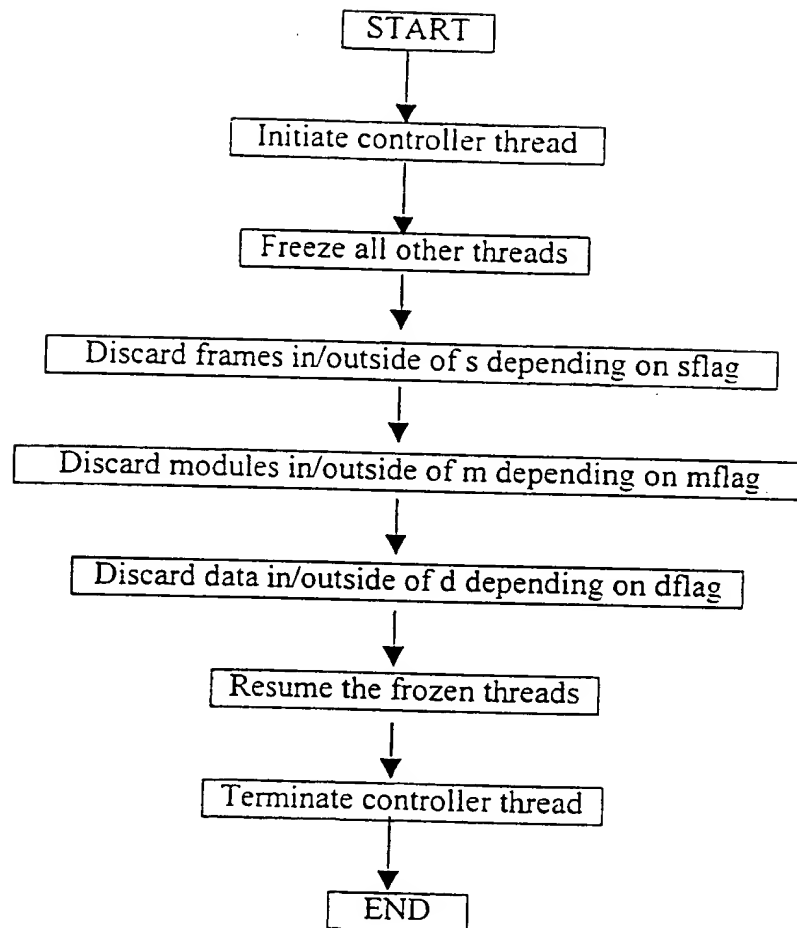 START
Initiate controller thread
Freeze all other threads
Discard frames in/outside of s depending on sflag
Discard modules in/outside of m depending on mflag
Discard data in/outside of d depending on dflag
Resume the frozen threads
Terminate controller thread
END